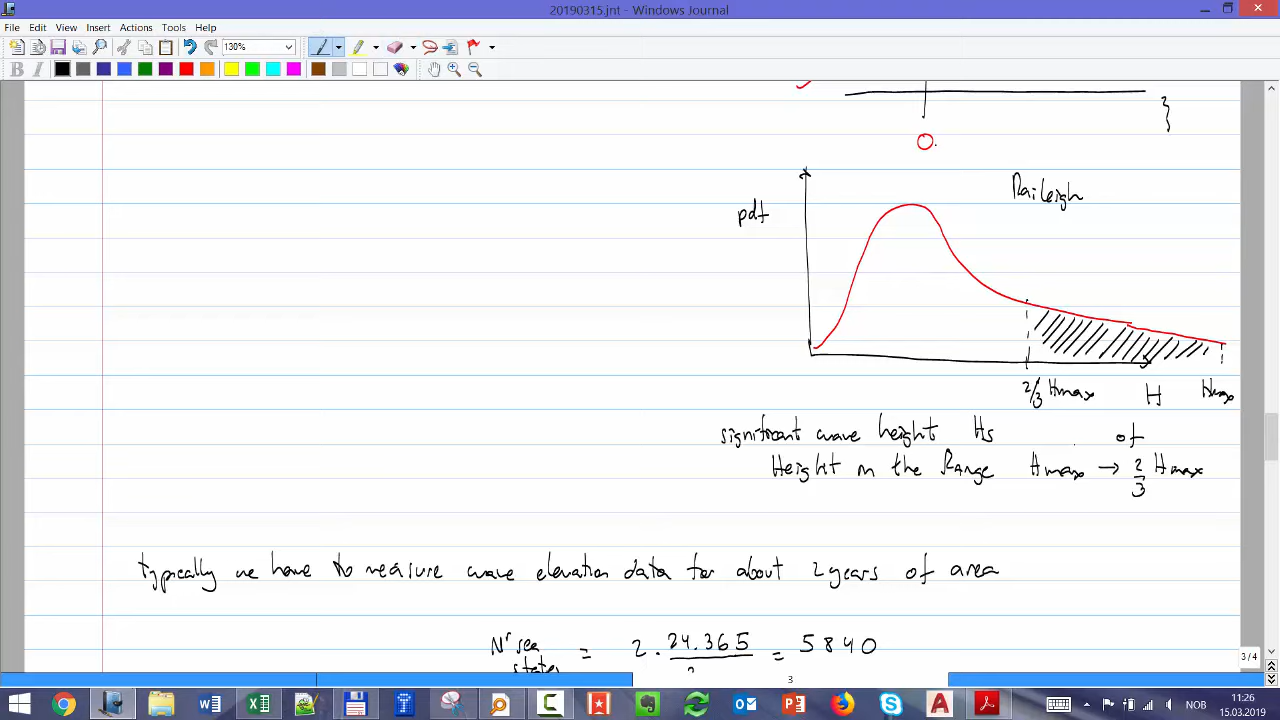 20190315.jnt - Windows Journal
File Edit View Insert Actions Tools Help
130%
B I
0.
Raileigh
pdf
2/3 Hmax H Hmax
significant wave height Hs of
Height in the Range Hmax → 2/3 Hmax
typically we have to measure wave elevation data for about 2 years of area
Nr sea = 2 . 24.365 = 5840
states
3/4
3
11:26
15.03.2019